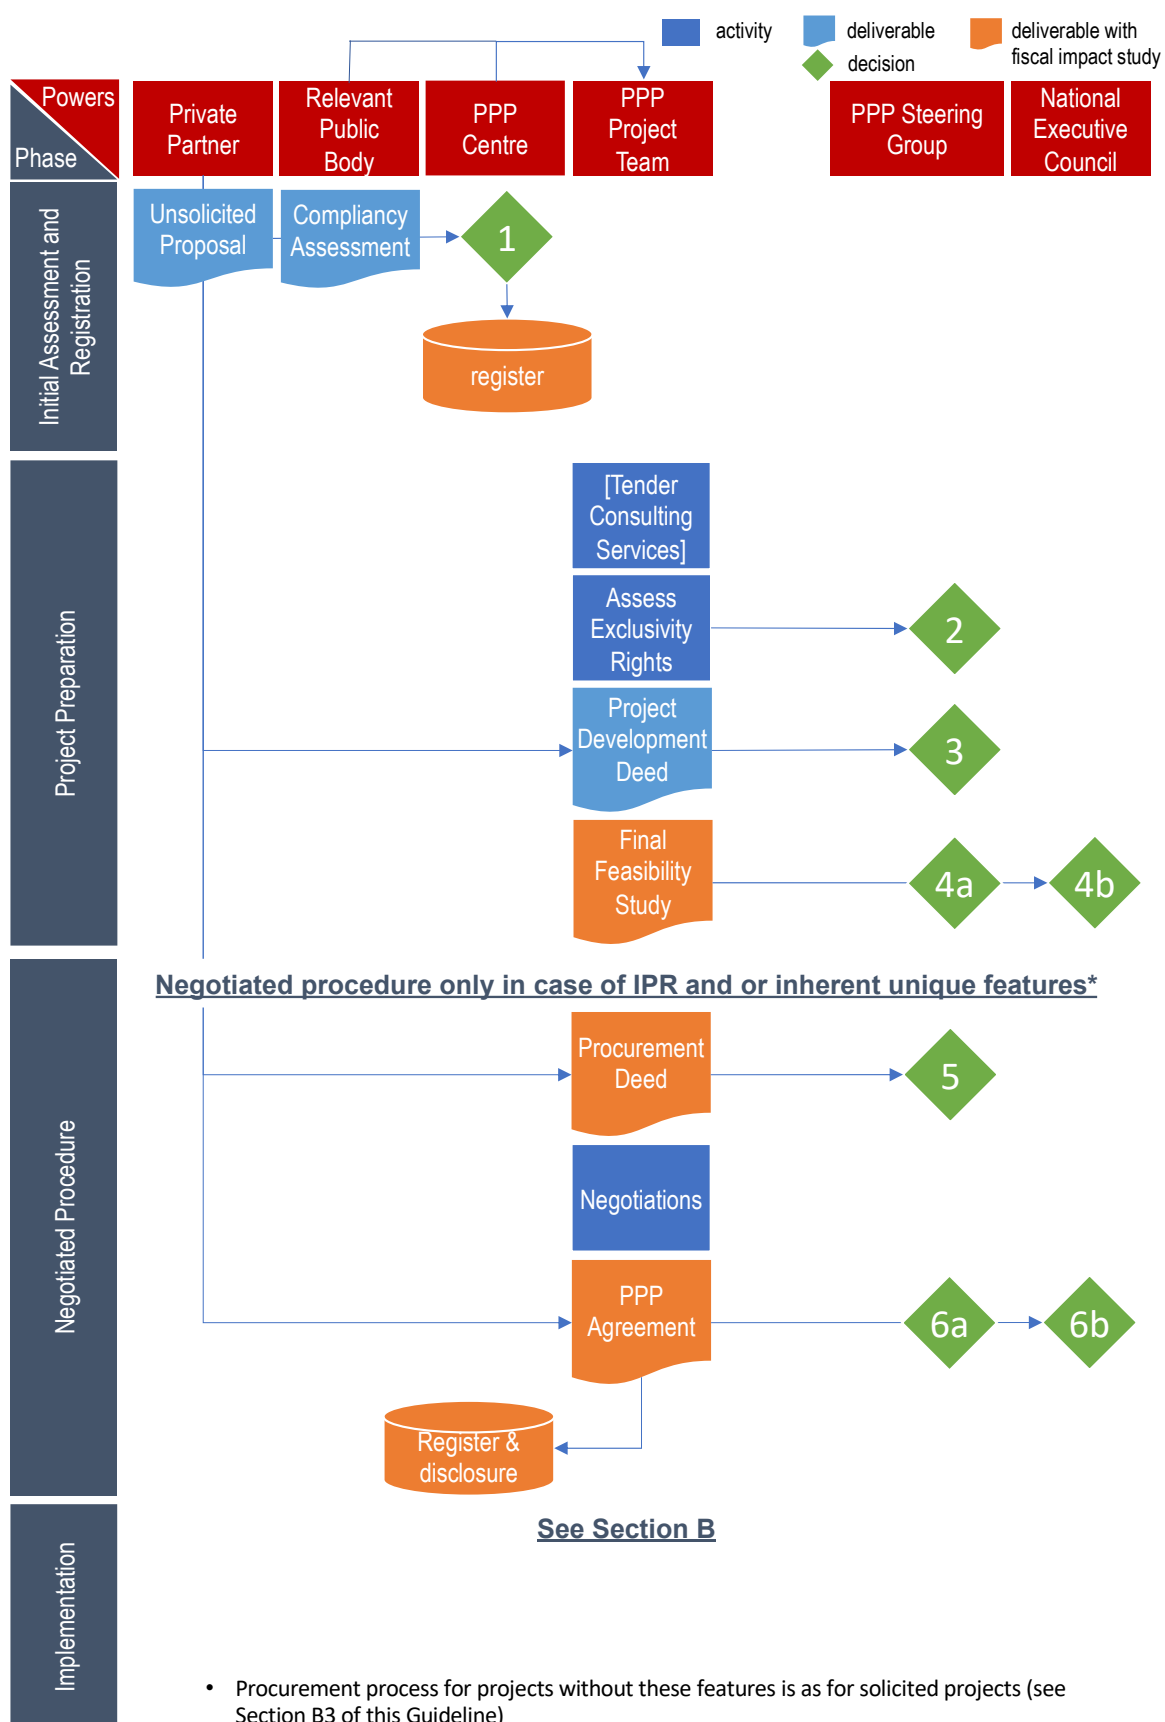 activity
deliverable
deliverable with
fiscal impact study
decision
Powers
Phase
Private
Partner
Relevant
Public
Body
PPP
Centre
PPP
Project
Team
PPP Steering
Group
National
Executive
Council
Initial Assessment and
Registration
Unsolicited
Proposal
Compliancy
Assessment
1
register
Project Preparation
[Tender
Consulting
Services]
Assess
Exclusivity
Rights
2
Project
Development
Deed
3
Final
Feasibility
Study
4a
4b
Negotiated Procedure
Negotiated procedure only in case of IPR and or inherent unique features*
Procurement
Deed
5
Negotiations
PPP
Agreement
6a
6b
Register &
disclosure
Implementation
See Section B
• Procurement process for projects without these features is as for solicited projects (see
Section B3 of this Guideline)